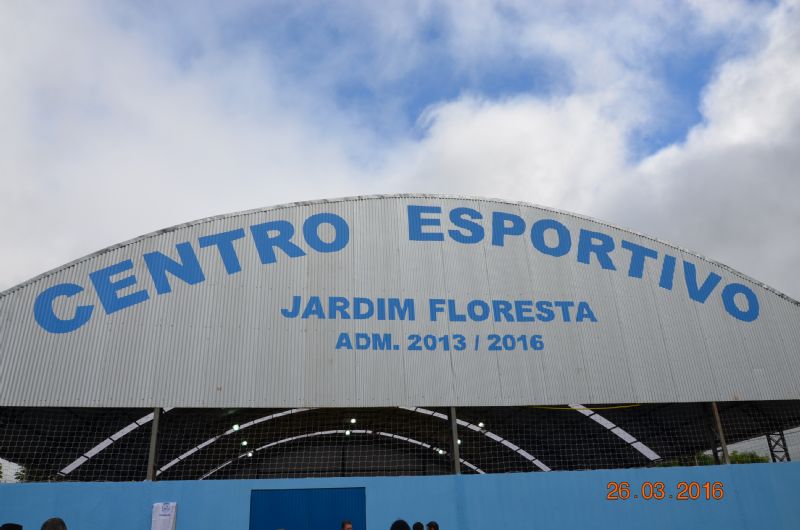 CENTRO ESPORTIVO
JARDIM FLORESTA
ADM. 2013 / 2016
26.03.2016